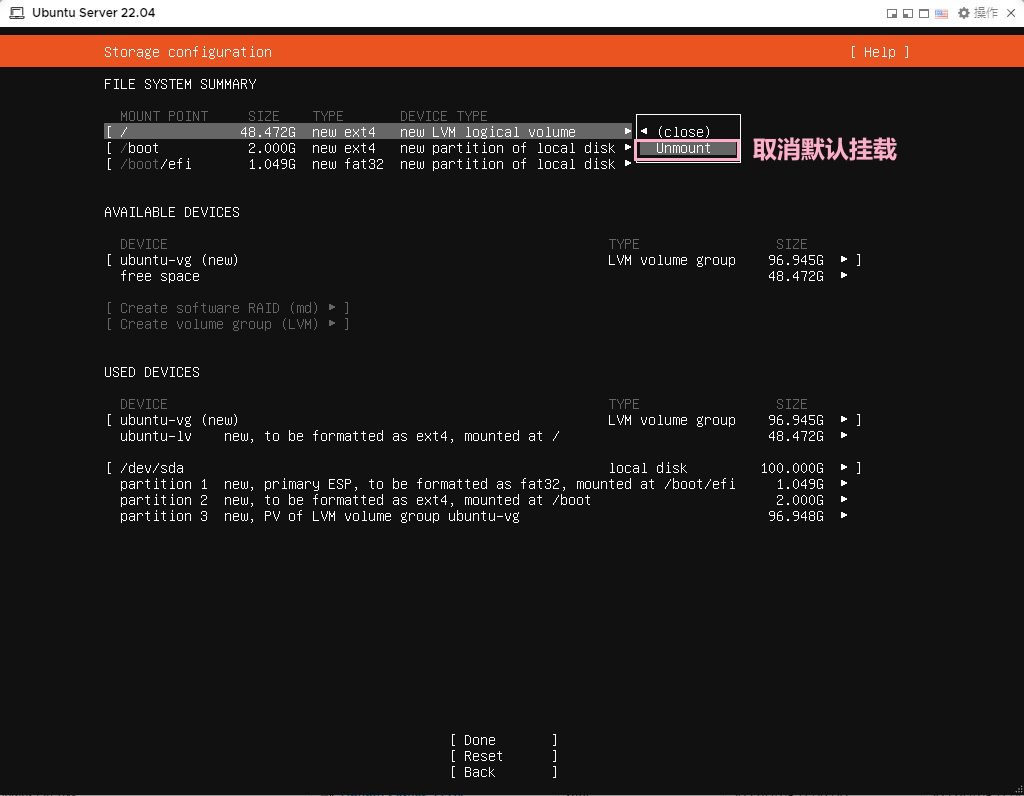 Ubuntu Server 22.04 操作
Storage configuration [ Help ]
FILE SYSTEM SUMMARY
MOUNT POINT SIZE TYPE DEVICE TYPE
[ / 48.472G new ext4 new LVM logical volume ▸ ◂ (close)
[ /boot 2.000G new ext4 new partition of local disk ▸ Unmount 取消默认挂载
[ /boot/efi 1.049G new fat32 new partition of local disk ▸
AVAILABLE DEVICES
DEVICE TYPE SIZE
[ ubuntu-vg (new) LVM volume group 96.945G ▸ ]
free space 48.472G ▸
[ Create software RAID (md) ▸ ]
[ Create volume group (LVM) ▸ ]
USED DEVICES
DEVICE TYPE SIZE
[ ubuntu-vg (new) LVM volume group 96.945G ▸ ]
ubuntu-lv new, to be formatted as ext4, mounted at / 48.472G ▸
[ /dev/sda local disk 100.000G ▸ ]
partition 1 new, primary ESP, to be formatted as fat32, mounted at /boot/efi 1.049G ▸
partition 2 new, to be formatted as ext4, mounted at /boot 2.000G ▸
partition 3 new, PV of LVM volume group ubuntu-vg 96.948G ▸
[ Done ]
[ Reset ]
[ Back ]